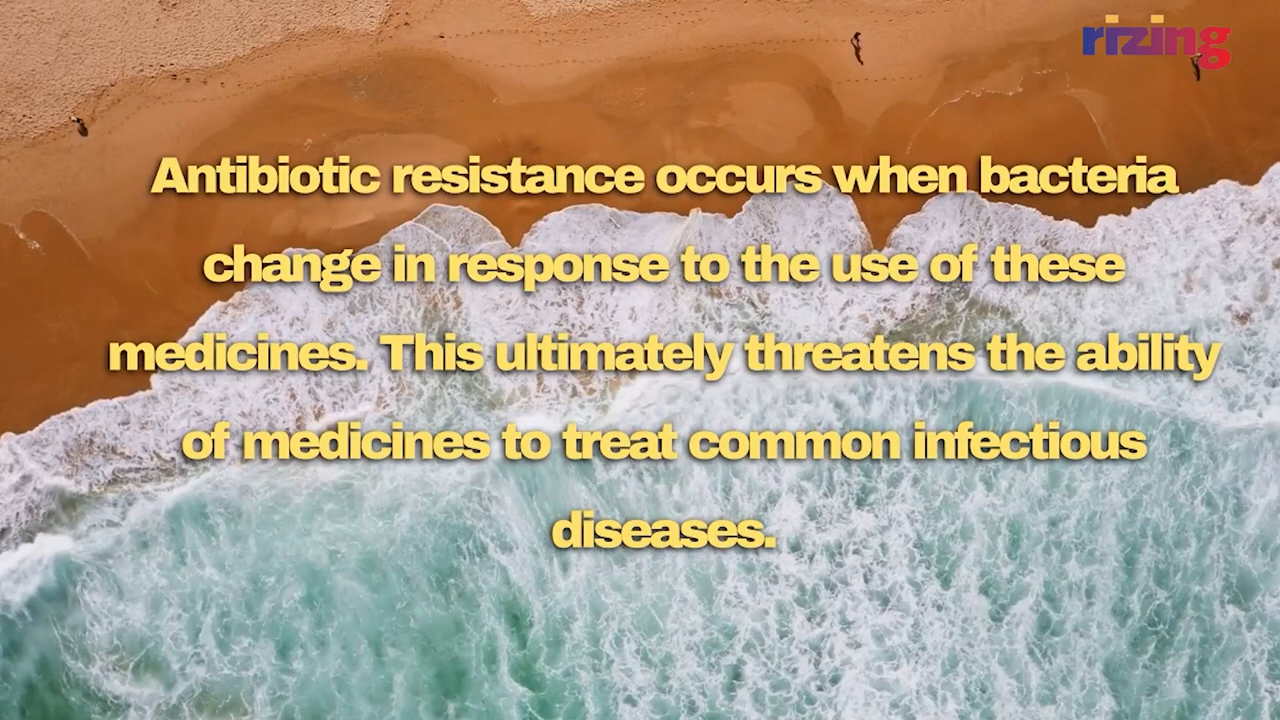 rizing
Antibiotic resistance occurs when bacteria
change in response to the use of these
medicines. This ultimately threatens the ability
of medicines to treat common infectious
diseases.